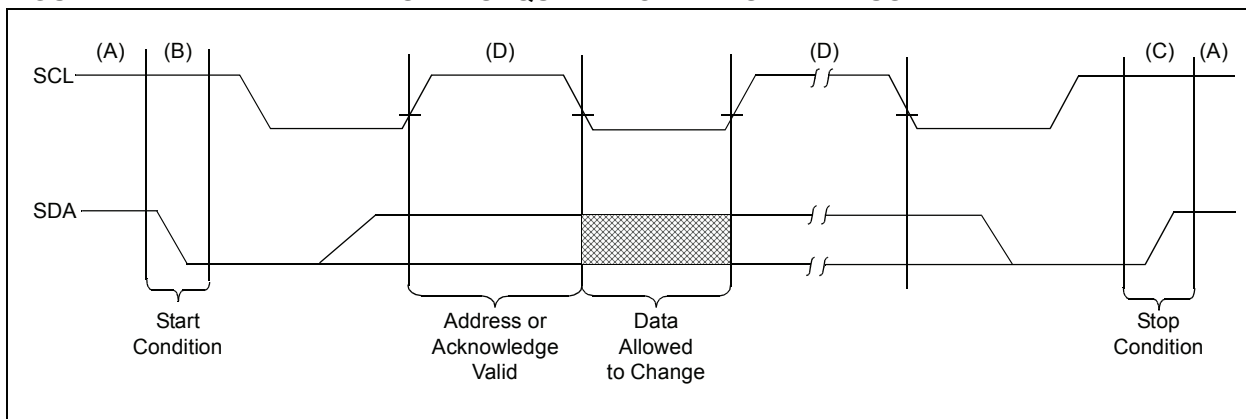 (A) (B) (D) (D) (C) (A)
SCL
SDA
Start
Condition
Address or
Acknowledge
Valid
Data
Allowed
to Change
Stop
Condition